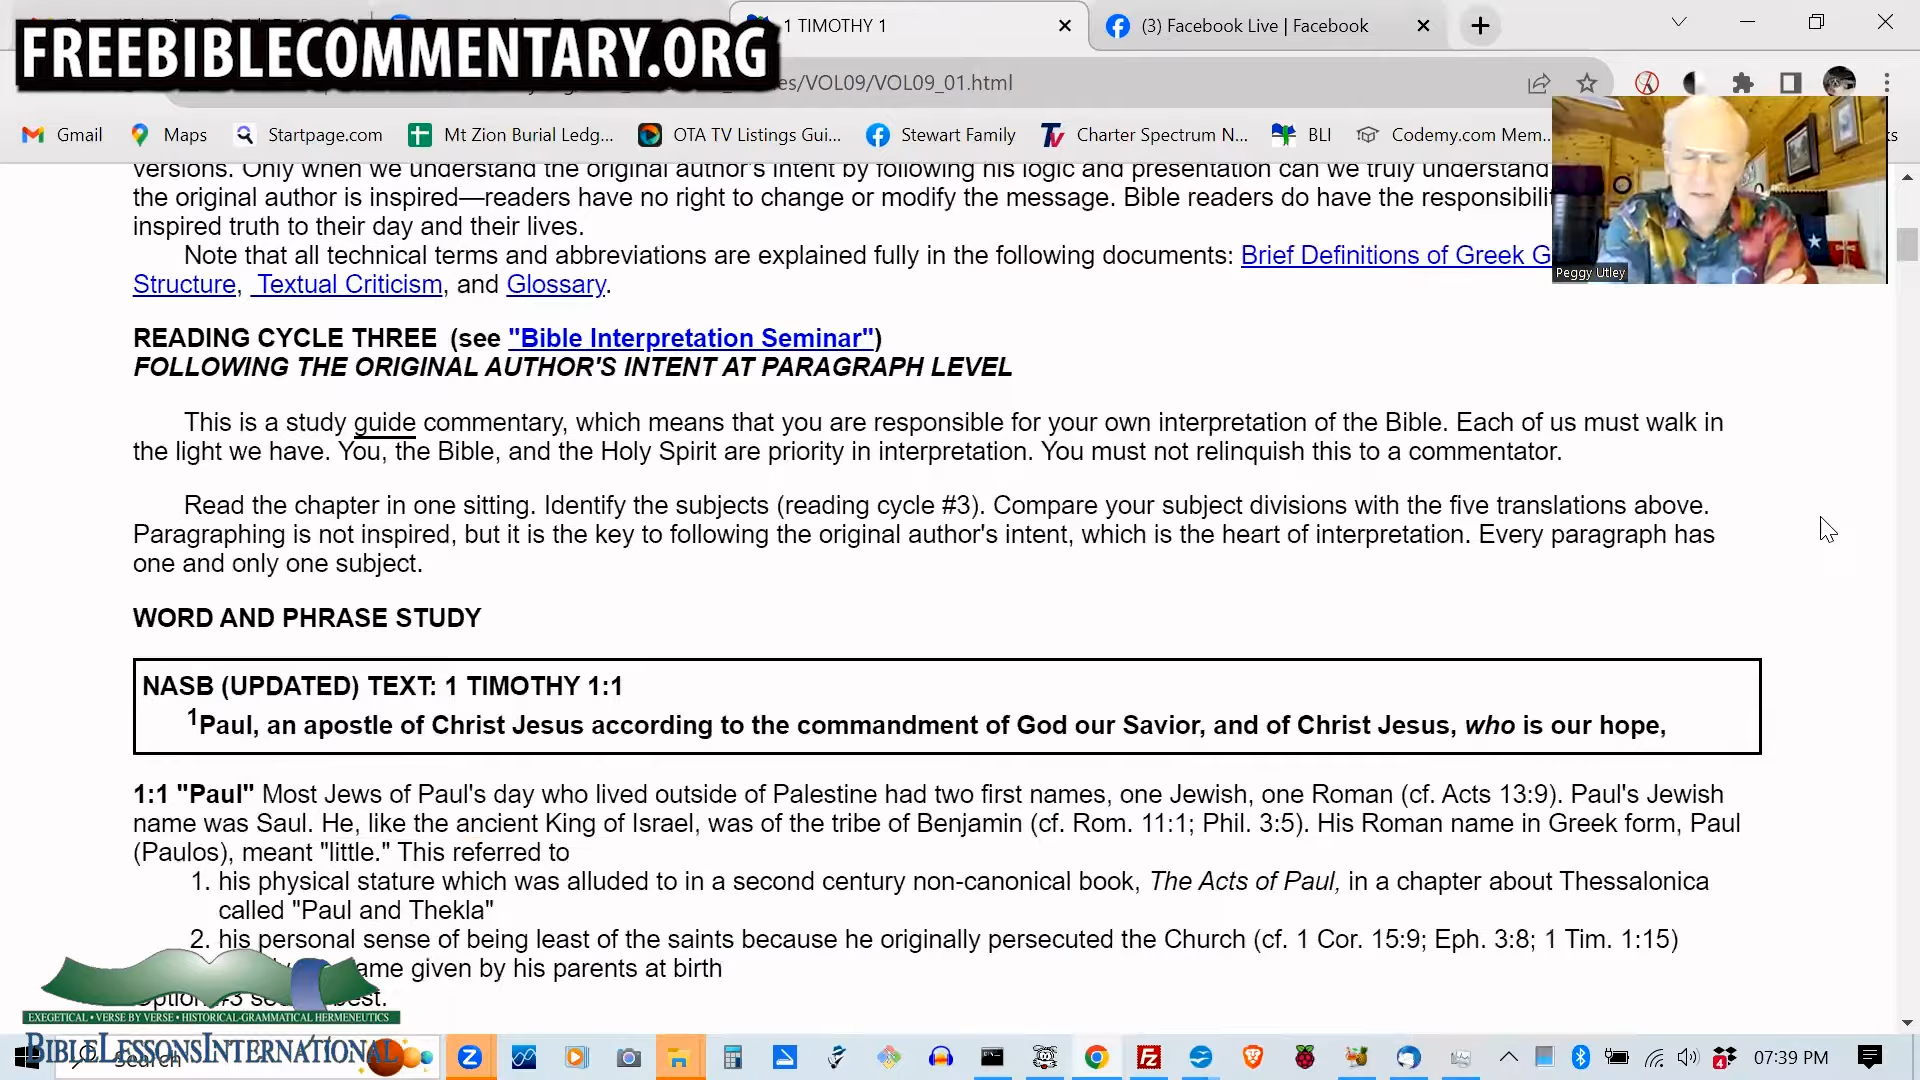 1 TIMOTHY 1
(3) Facebook Live | Facebook
FREEBIBLECOMMENTARY.ORG
es/VOL09/VOL09_01.html
Gmail
Maps
Startpage.com
Mt Zion Burial Ledg...
OTA TV Listings Gui...
Stewart Family
Charter Spectrum N...
BLI
Codemy.com Mem...
ks
versions. Only when we understand the original author's intent by following his logic and presentation can we truly understand
the original author is inspired—readers have no right to change or modify the message. Bible readers do have the responsibilit
inspired truth to their day and their lives.
Note that all technical terms and abbreviations are explained fully in the following documents: Brief Definitions of Greek G
Structure, Textual Criticism, and Glossary.
Peggy Utley
READING CYCLE THREE (see "Bible Interpretation Seminar")
FOLLOWING THE ORIGINAL AUTHOR'S INTENT AT PARAGRAPH LEVEL
This is a study guide commentary, which means that you are responsible for your own interpretation of the Bible. Each of us must walk in
the light we have. You, the Bible, and the Holy Spirit are priority in interpretation. You must not relinquish this to a commentator.
Read the chapter in one sitting. Identify the subjects (reading cycle #3). Compare your subject divisions with the five translations above.
Paragraphing is not inspired, but it is the key to following the original author's intent, which is the heart of interpretation. Every paragraph has
one and only one subject.
WORD AND PHRASE STUDY
NASB (UPDATED) TEXT: 1 TIMOTHY 1:1
1Paul, an apostle of Christ Jesus according to the commandment of God our Savior, and of Christ Jesus, who is our hope,
1:1 "Paul" Most Jews of Paul's day who lived outside of Palestine had two first names, one Jewish, one Roman (cf. Acts 13:9). Paul's Jewish
name was Saul. He, like the ancient King of Israel, was of the tribe of Benjamin (cf. Rom. 11:1; Phil. 3:5). His Roman name in Greek form, Paul
(Paulos), meant "little." This referred to
1. his physical stature which was alluded to in a second century non-canonical book, The Acts of Paul, in a chapter about Thessalonica
called "Paul and Thekla"
2. his personal sense of being least of the saints because he originally persecuted the Church (cf. 1 Cor. 15:9; Eph. 3:8; 1 Tim. 1:15)
ame given by his parents at birth
#3 best.
EXEGETICAL • VERSE BY VERSE • HISTORICAL-GRAMMATICAL HERMENEUTICS
BIBLELESSONSINTERNATIONAL
Search
07:39 PM